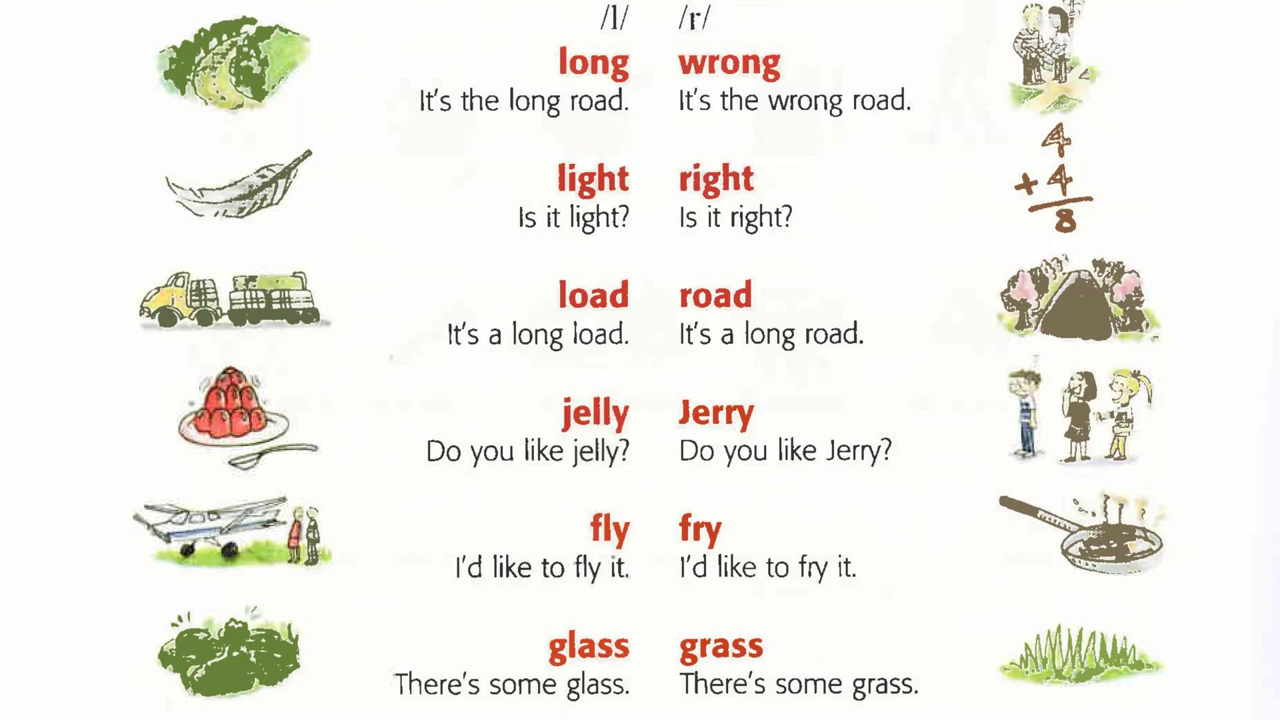 /l/ /r/
long wrong
It's the long road. It's the wrong road.
4
+ 4
8
light right
Is it light? Is it right?
load road
It's a long load. It's a long road.
jelly Jerry
Do you like jelly? Do you like Jerry?
fly fry
I'd like to fly it. I'd like to fry it.
glass grass
There's some glass. There's some grass.